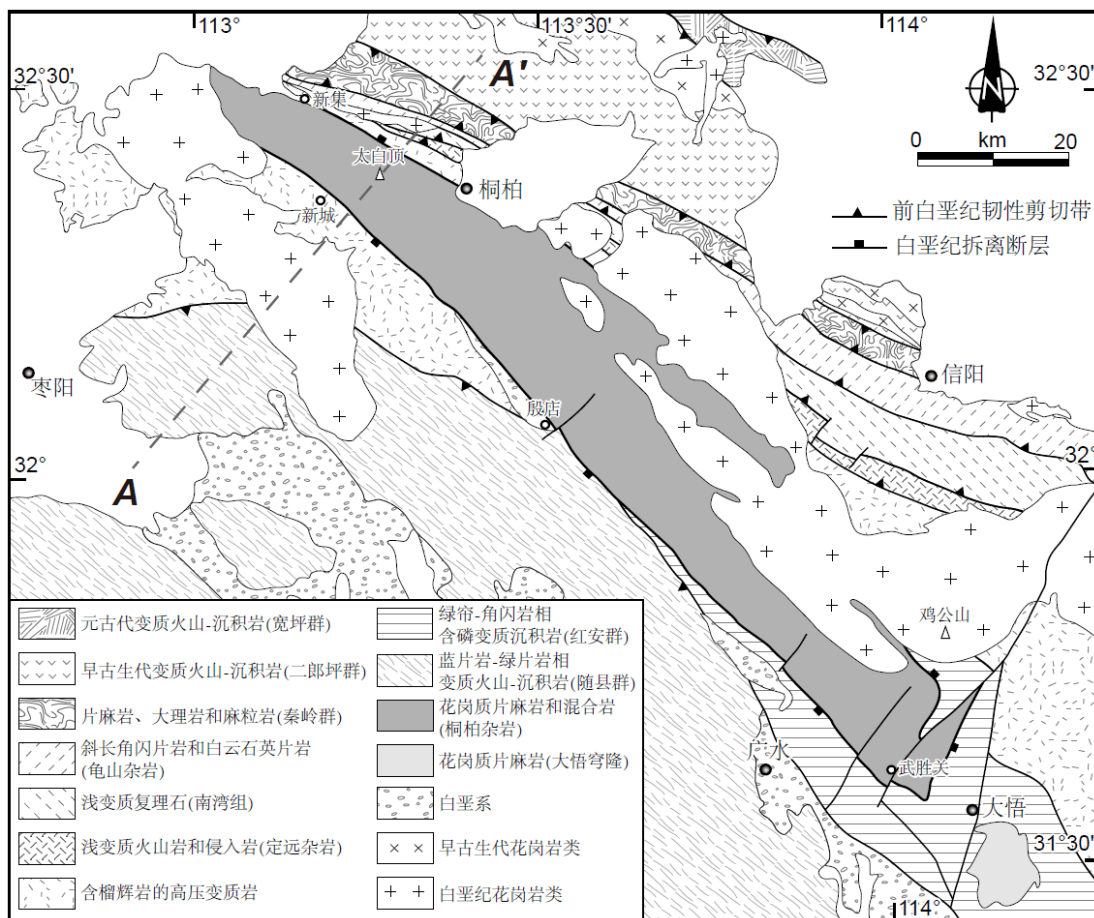 113°
113°30'
114°
32°30'
32°30'
A'
N
新集
0
km
20
太白顶
桐柏
前白垩纪韧性剪切带
新城
白垩纪拆离断层
枣阳
信阳
殷店
32°
32°
A
鸡公山
广水
武胜关
大悟
31°30'
114°
元古代变质火山-沉积岩(宽坪群)
早古生代变质火山-沉积岩(二郎坪群)
片麻岩、大理岩和麻粒岩(秦岭群)
斜长角闪片岩和白云石英片岩
(龟山杂岩)
浅变质复理石(南湾组)
浅变质火山岩和侵入岩(定远杂岩)
含榴辉岩的高压变质岩
绿帘-角闪岩相
含磷变质沉积岩(红安群)
蓝片岩-绿片岩相
变质火山-沉积岩(随县群)
花岗质片麻岩和混合岩
(桐柏杂岩)
花岗质片麻岩(大悟穹隆)
白垩系
早古生代花岗岩类
白垩纪花岗岩类